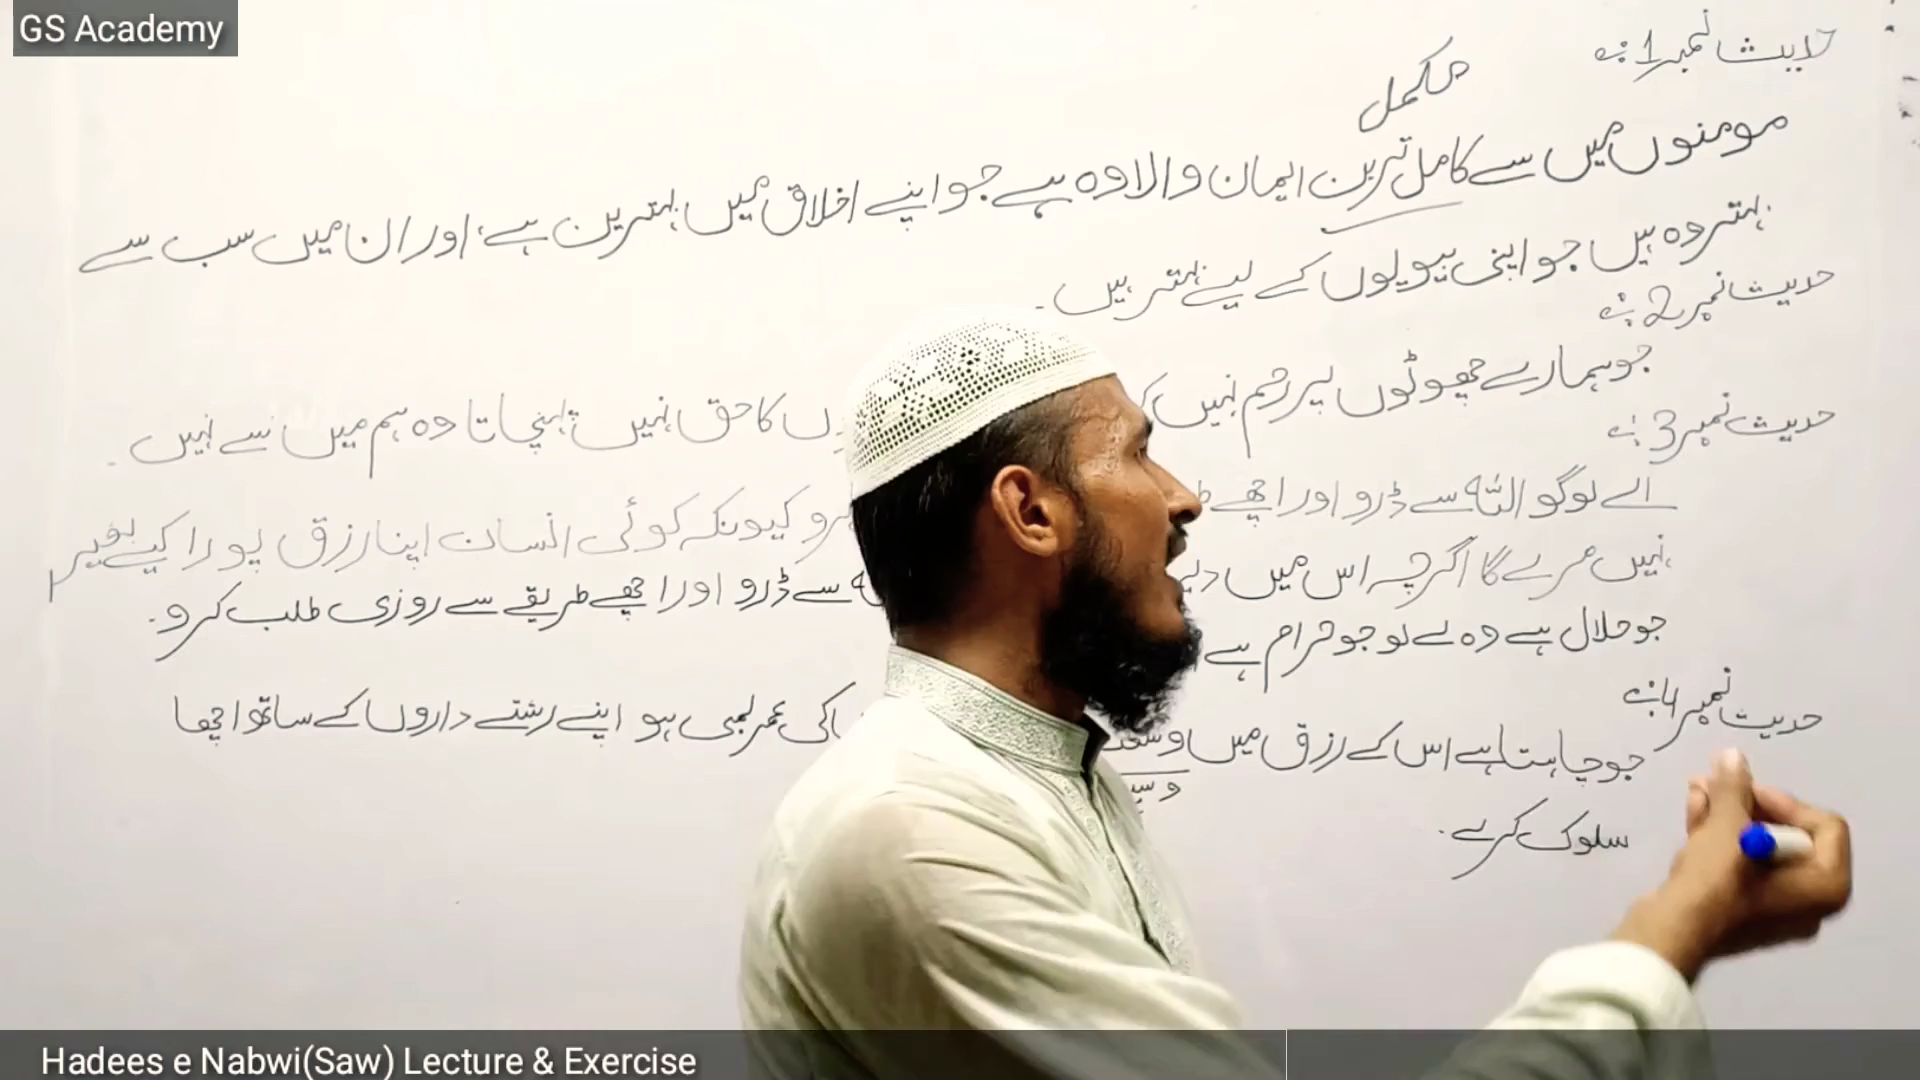 GS Academy
حدیث نمبر 1 :۔
مکمل
مومنوں میں سے کامل ترین ایمان والا وہ ہے جو اپنے اخلاق میں بہترین ہے، اور ان میں سب سے
بہتر وہ ہیں جو اپنی بیویوں کے لیے بہتر ہیں ۔
حدیث نمبر 2 :۔
جو ہمارے چھوٹوں پر رحم نہیں کا حق نہیں پہنچاتا وہ ہم میں سے نہیں ۔
حدیث نمبر 3 :۔
اے لوگو اللہ سے ڈرو اور اچھے کرو کیونکہ کوئی انسان اپنا رزق پورا کیے بغیر
نہیں مرے گا اگرچہ اس میں سے ڈرو اور اچھے طریقے سے روزی طلب کرو ۔
جو حلال ہے وہ لے لو جو حرام ہے
حدیث نمبر 4 :۔
جو چاہتا ہے اس کے رزق میں کی عمر لمبی ہو اپنے رشتے داروں کے ساتھ اچھا
سلوک کرے ۔
Hadees e Nabwi(Saw) Lecture & Exercise